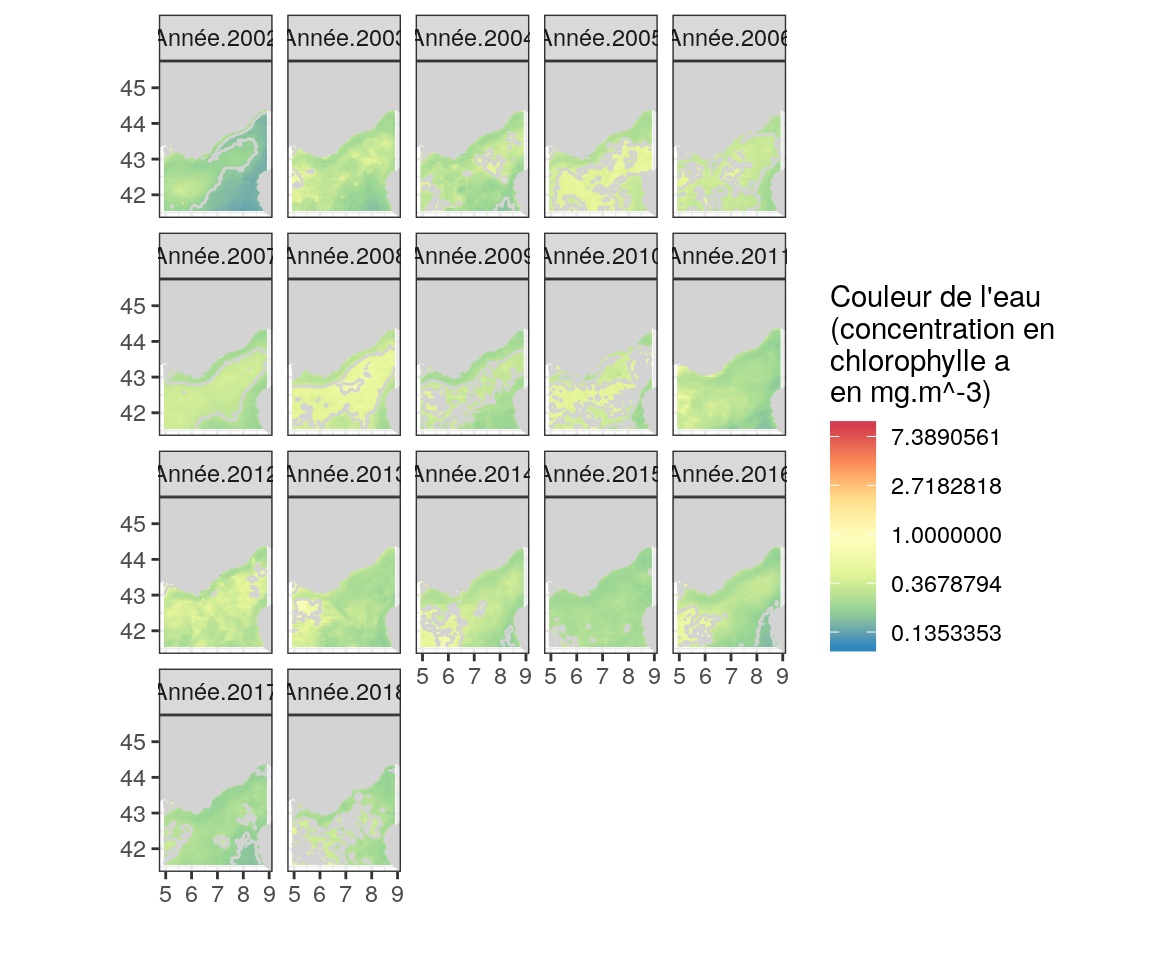 Année.2002 Année.2003 Année.2004 Année.2005 Année.2006
45
44
43
42
Année.2007 Année.2008 Année.2009 Année.2010 Année.2011
45
44
43
42
Année.2012 Année.2013 Année.2014 Année.2015 Année.2016
45
44
43
42
5 6 7 8 9 5 6 7 8 9 5 6 7 8 9
Année.2017 Année.2018
45
44
43
42
5 6 7 8 9 5 6 7 8 9
Couleur de l'eau
(concentration en
chlorophylle a
en mg.m^-3)
7.3890561
2.7182818
1.0000000
0.3678794
0.1353353